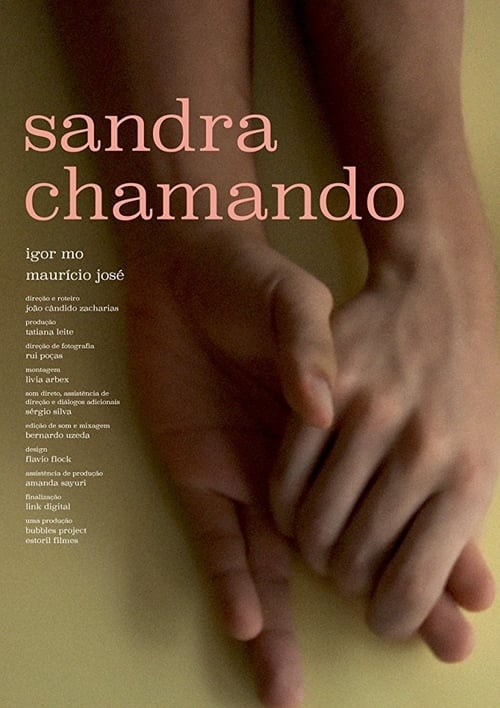 sandra
chamando
igor mo
maurício josé
direção e roteiro
joão cândido zacharias
produção
tatiana leite
direção de fotografia
rui poças
montagem
livia arbex
som direto, assistência de
direção e diálogos adicionais
sérgio silva
edição de som e mixagem
bernardo uzeda
design
flavio flock
assistência de produção
amanda sayuri
finalização
link digital
uma produção
bubbles project
estoril filmes